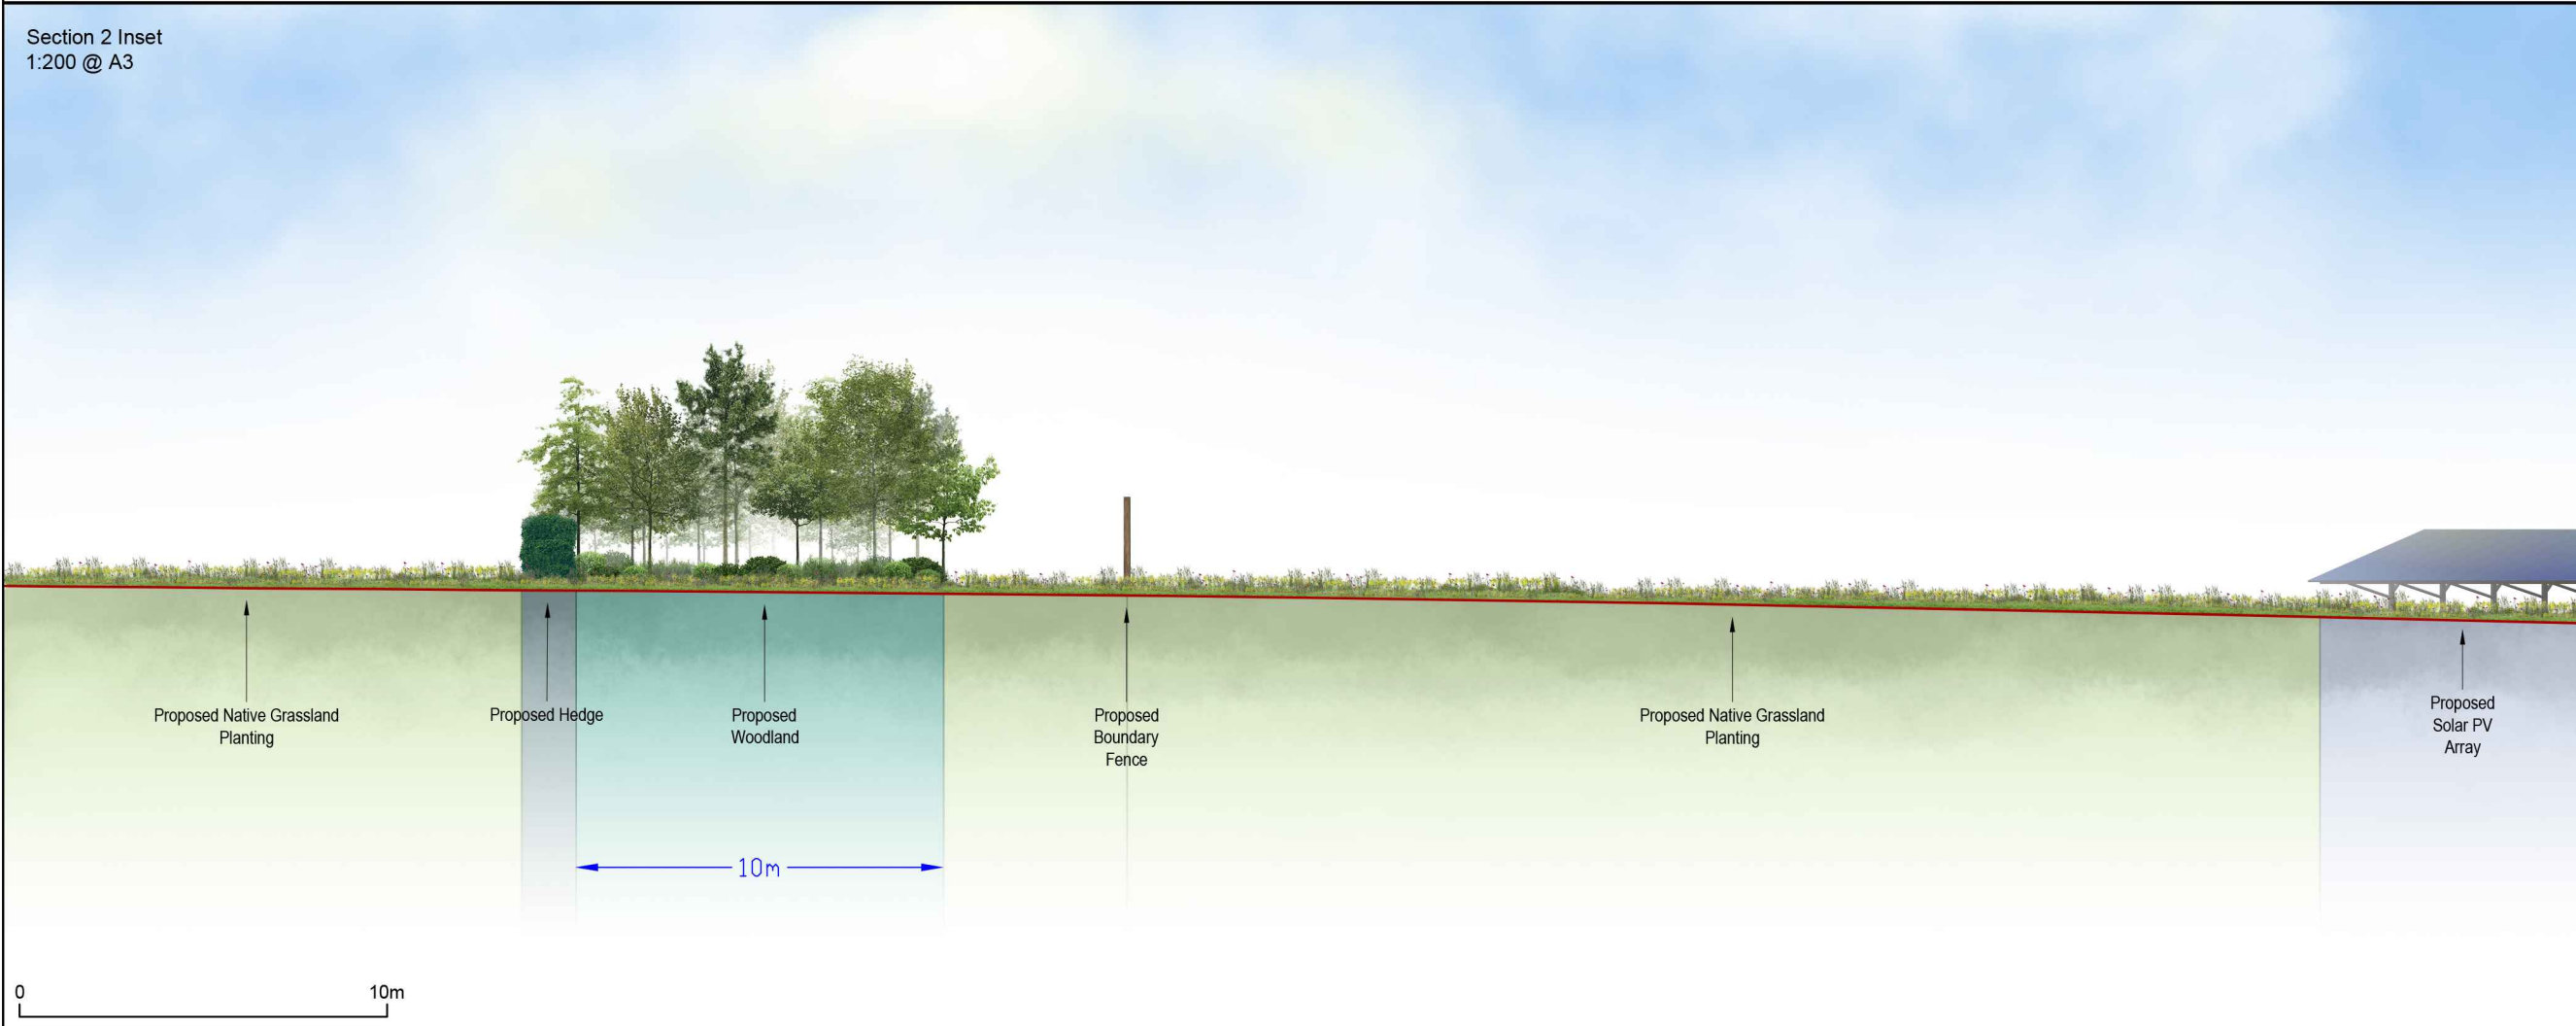 Section 2 Inset
1:200 @ A3
Proposed Native Grassland
Planting
Proposed Hedge
Proposed
Woodland
Proposed
Boundary
Fence
Proposed Native Grassland
Planting
Proposed
Solar PV
Array
10m
0
10m